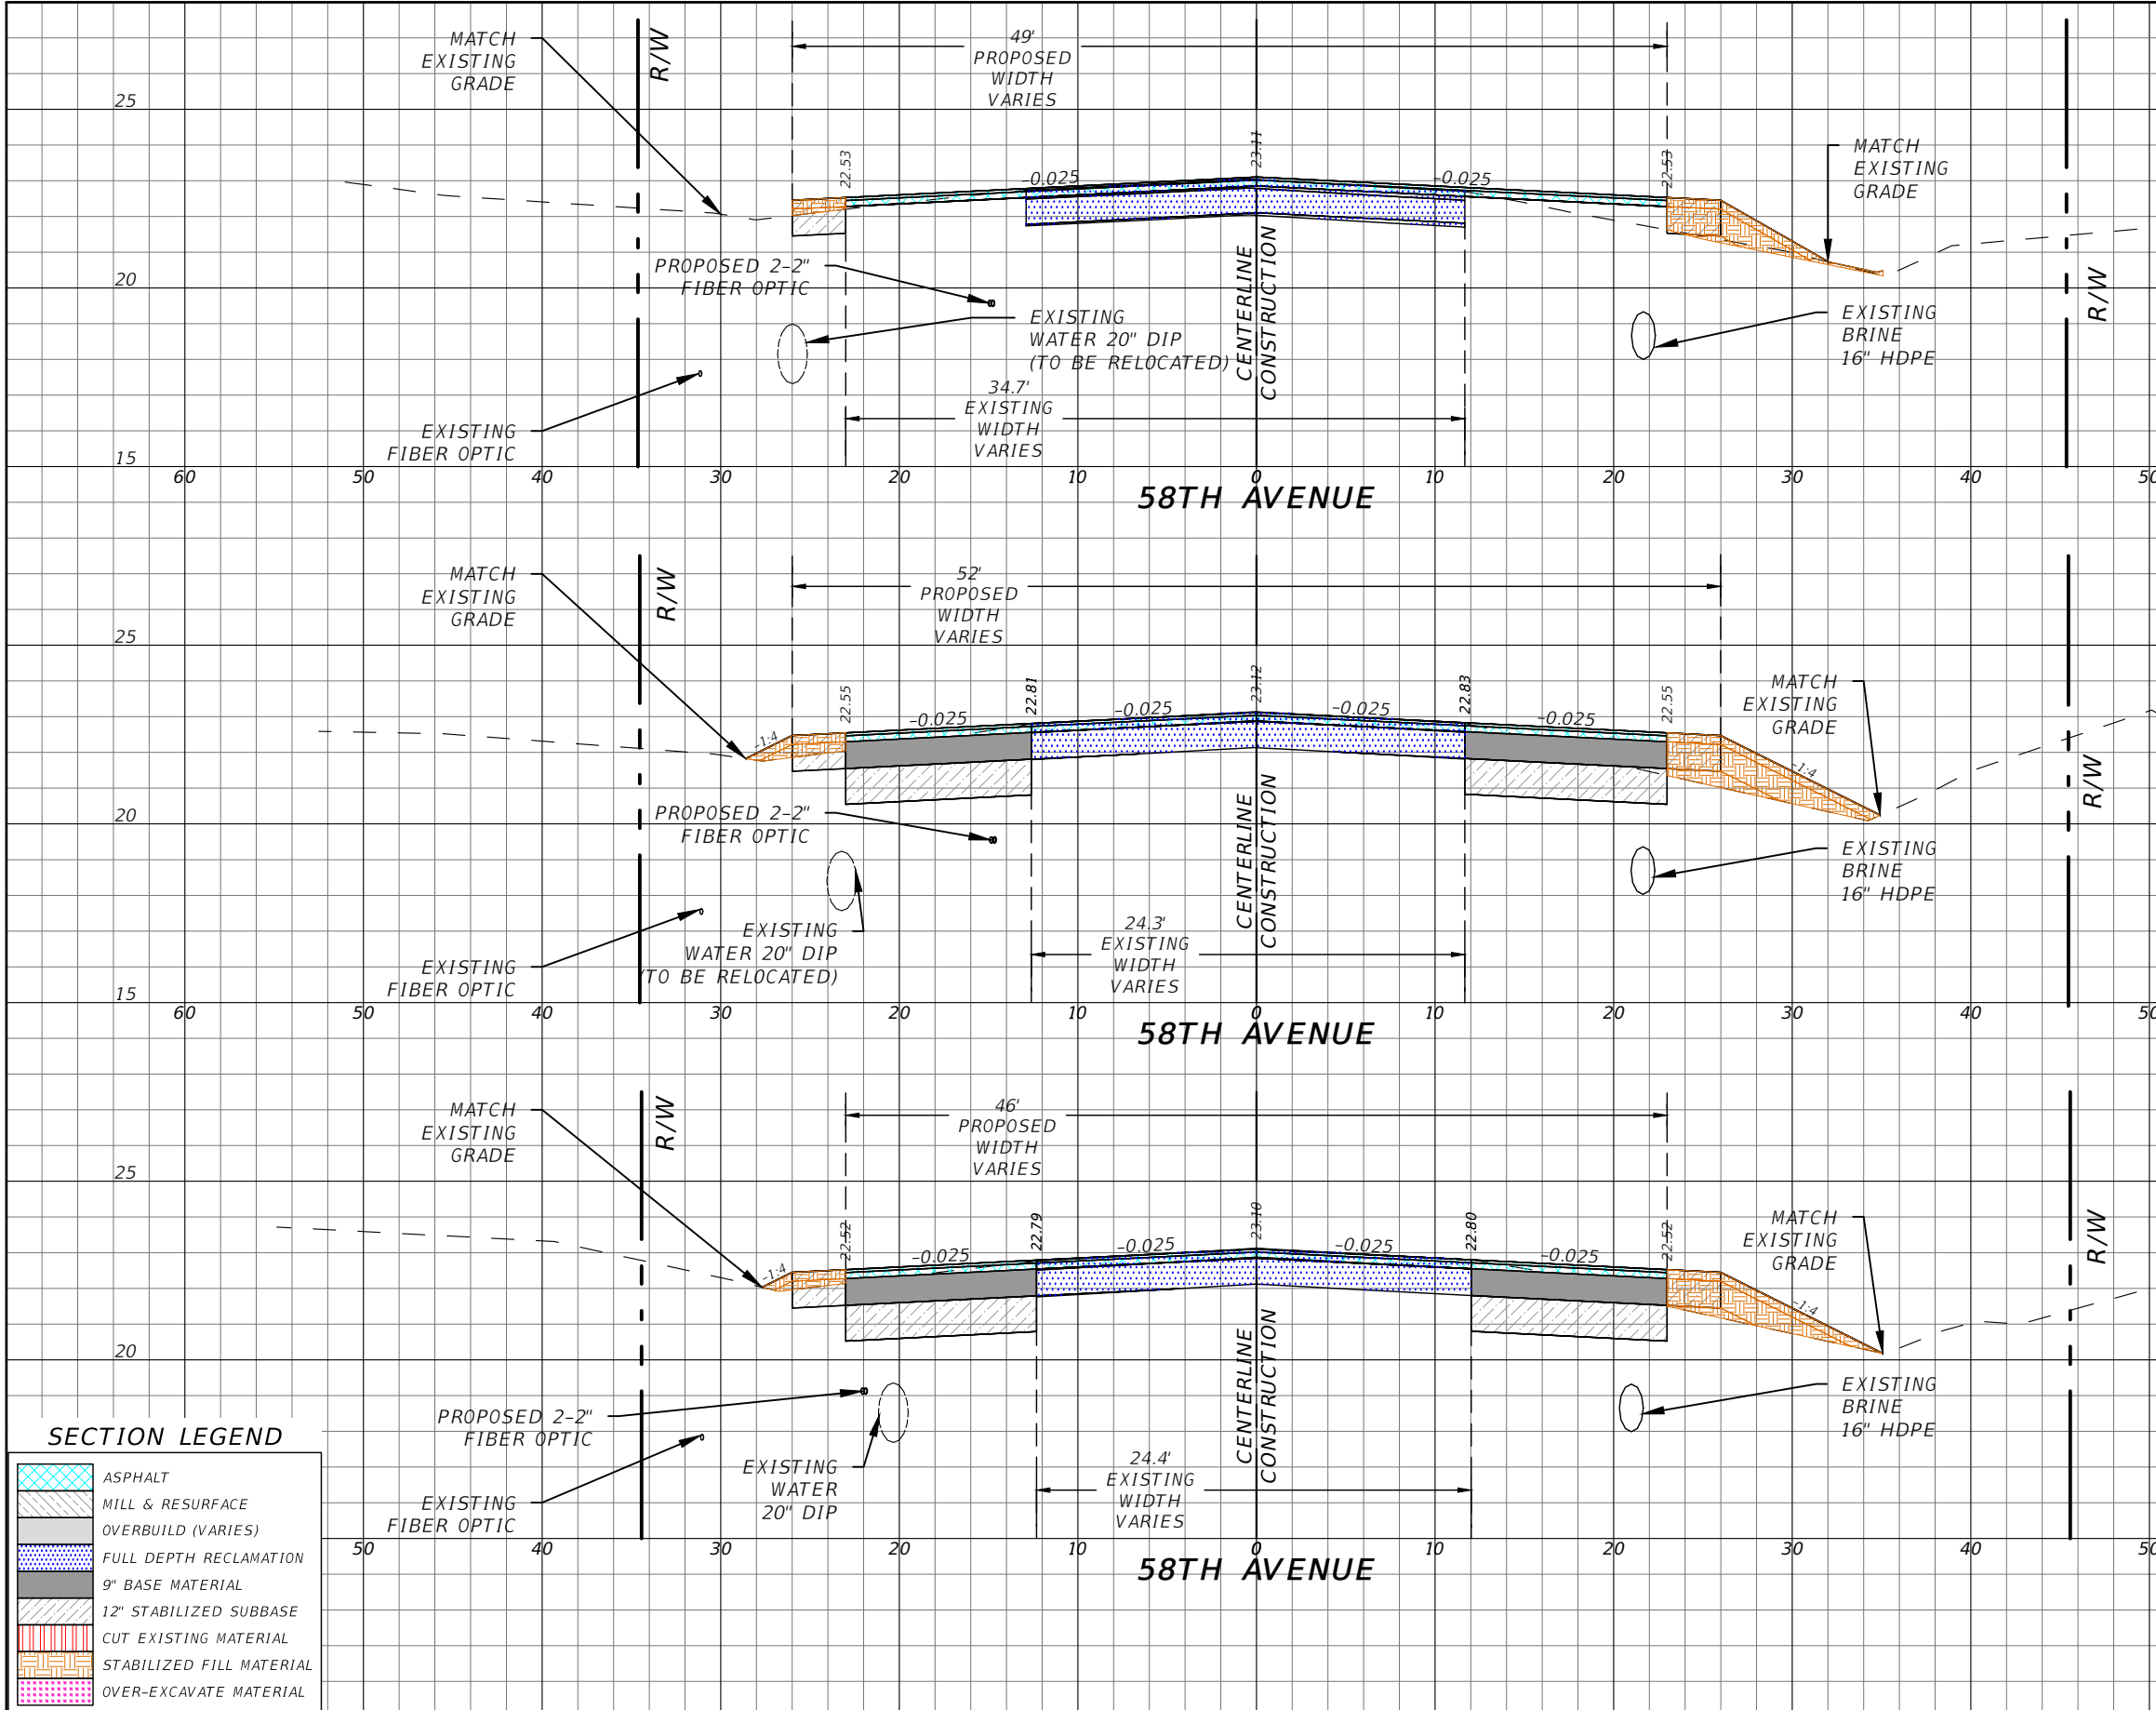 MATCH
EXISTING
GRADE
R/W
49'
PROPOSED
WIDTH
VARIES
25
22.53
-0.025
23.11
-0.025
22.53
MATCH
EXISTING
GRADE
R/W
PROPOSED 2-2"
FIBER OPTIC
20
EXISTING
WATER 20" DIP
(TO BE RELOCATED)
CENTERLINE
CONSTRUCTION
EXISTING
BRINE
16" HDPE
34.7'
EXISTING
WIDTH
VARIES
EXISTING
FIBER OPTIC
15
60 50 40 30 20 10 0 10 20 30 40 50
58TH AVENUE
MATCH
EXISTING
GRADE
R/W
52'
PROPOSED
WIDTH
VARIES
25
-1:4
22.55
-0.025
22.81
-0.025
23.12
-0.025
22.83
-0.025
22.55
-1:4
MATCH
EXISTING
GRADE
R/W
PROPOSED 2-2"
FIBER OPTIC
20
CENTERLINE
CONSTRUCTION
EXISTING
BRINE
16" HDPE
EXISTING
WATER 20" DIP
(TO BE RELOCATED)
24.3'
EXISTING
WIDTH
VARIES
EXISTING
FIBER OPTIC
15
60 50 40 30 20 10 0 10 20 30 40 50
58TH AVENUE
MATCH
EXISTING
GRADE
R/W
46'
PROPOSED
WIDTH
VARIES
25
-1:4
22.52
-0.025
22.79
-0.025
23.10
-0.025
22.80
-0.025
22.52
-1:4
MATCH
EXISTING
GRADE
R/W
20
CENTERLINE
CONSTRUCTION
EXISTING
BRINE
16" HDPE
PROPOSED 2-2"
FIBER OPTIC
EXISTING
WATER
20" DIP
24.4'
EXISTING
WIDTH
VARIES
EXISTING
FIBER OPTIC
50 40 30 20 10 0 10 20 30 40 50
58TH AVENUE
SECTION LEGEND
ASPHALT
MILL & RESURFACE
OVERBUILD (VARIES)
FULL DEPTH RECLAMATION
9" BASE MATERIAL
12" STABILIZED SUBBASE
CUT EXISTING MATERIAL
STABILIZED FILL MATERIAL
OVER-EXCAVATE MATERIAL